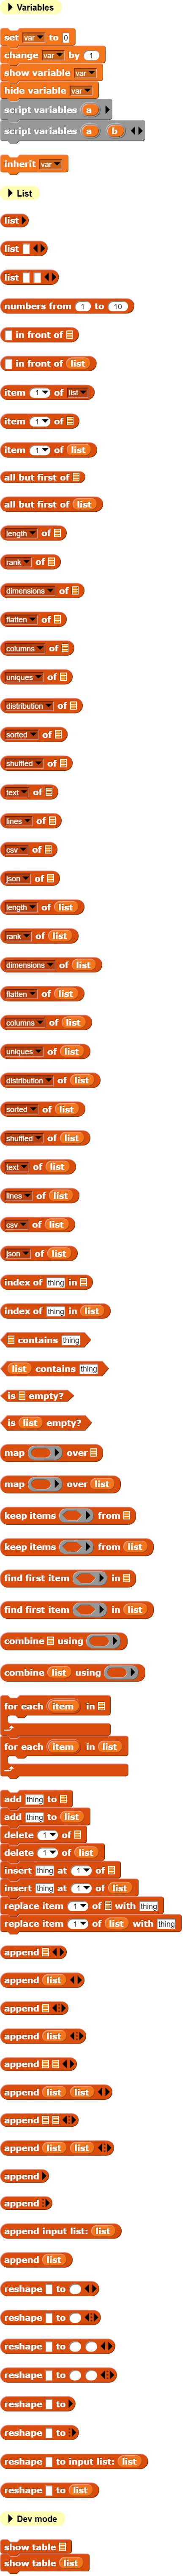 Variables
set var to 0
change var by 1
show variable var
hide variable var
script variables a
script variables a b
inherit var
List
list
list
list
numbers from 1 to 10
in front of
in front of list
item 1 of list
item 1 of
item 1 of list
all but first of
all but first of list
length of
rank of
dimensions of
flatten of
columns of
uniques of
distribution of
sorted of
shuffled of
text of
lines of
csv of
json of
length of list
rank of list
dimensions of list
flatten of list
columns of list
uniques of list
distribution of list
sorted of list
shuffled of list
text of list
lines of list
csv of list
json of list
index of thing in
index of thing in list
contains thing
list contains thing
is empty?
is list empty?
map over
map over list
keep items from
keep items from list
find first item in
find first item in list
combine using
combine list using
for each item in
for each item in list
add thing to
add thing to list
delete 1 of
delete 1 of list
insert thing at 1 of
insert thing at 1 of list
replace item 1 of with thing
replace item 1 of list with thing
append
append list
append
append list
append
append list list
append
append list list
append
append
append input list: list
append list
reshape to
reshape to
reshape to
reshape to
reshape to
reshape to
reshape to input list: list
reshape to list
Dev mode
show table
show table list